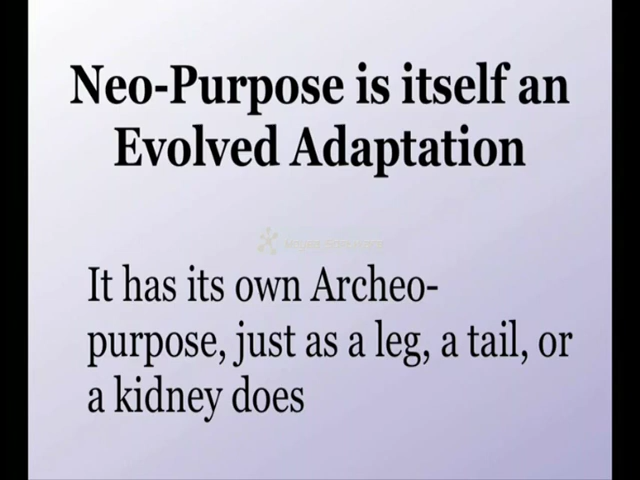 Neo-Purpose is itself an
Evolved Adaptation
It has its own Archeo-
purpose, just as a leg, a tail, or
a kidney does